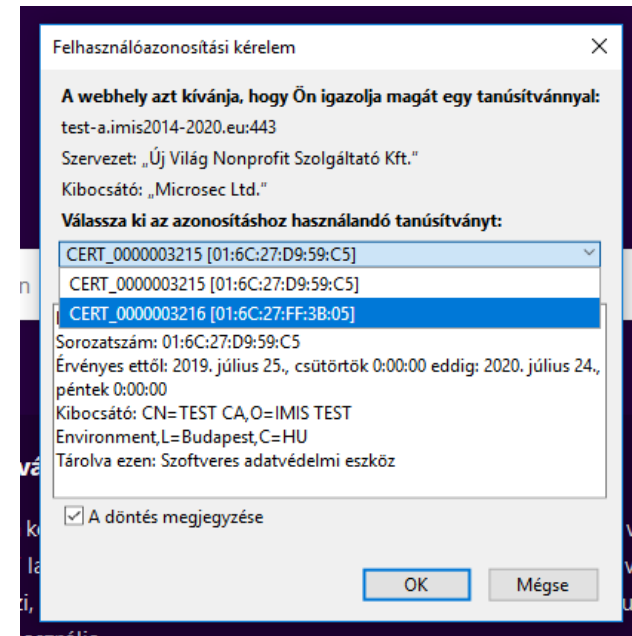 Felhasználóazonosítási kérelem
A webhely azt kívánja, hogy Ön igazolja magát egy tanúsítvánnyal:
test-a.imis2014-2020.eu:443
Szervezet: „Új Világ Nonprofit Szolgáltató Kft."
Kibocsátó: „Microsec Ltd."
Válassza ki az azonosításhoz használandó tanúsítványt:
CERT_0000003215 [01:6C:27:D9:59:C5]
CERT_0000003215 [01:6C:27:D9:59:C5]
CERT_0000003216 [01:6C:27:FF:3B:05]
Sorozatszám: 01:6C:27:D9:59:C5
Érvényes ettől: 2019. július 25., csütörtök 0:00:00 eddig: 2020. július 24.,
péntek 0:00:00
Kibocsátó: CN=TEST CA,O=IMIS TEST
Environment,L=Budapest,C=HU
Tárolva ezen: Szoftveres adatvédelmi eszköz
A döntés megjegyzése
OK Mégse